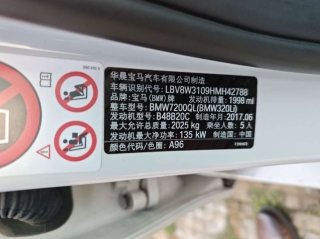 华晨宝马汽车有限公司制造
车辆识别代号: LBV8W3109HMH42788
品牌: 宝马(BMW)牌 发动机排量: 1998 ml
整车型号: BMW7200QL(BMW320Li)
发动机型号: B48B20C 制造年月: 2017.06
最大允许总质量: 2025 kg 乘坐人数: 5人
发动机最大净功率: 135 kW 制造国: 中国
颜色代号/色圈: A96